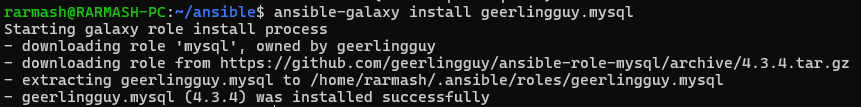 rarmash@RARMASH-PC:~/ansible$ ansible-galaxy install geerlingguy.mysql
Starting galaxy role install process
- downloading role 'mysql', owned by geerlingguy
- downloading role from https://github.com/geerlingguy/ansible-role-mysql/archive/4.3.4.tar.gz
- extracting geerlingguy.mysql to /home/rarmash/.ansible/roles/geerlingguy.mysql
- geerlingguy.mysql (4.3.4) was installed successfully